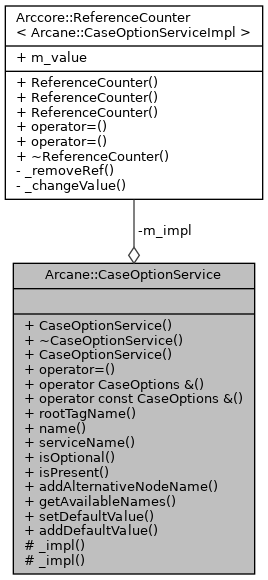 Arccore::ReferenceCounter
< Arcane::CaseOptionServiceImpl >
+ m_value
+ ReferenceCounter()
+ ReferenceCounter()
+ ReferenceCounter()
+ operator=()
+ operator=()
+ ~ReferenceCounter()
- _removeRef()
- _changeValue()
-m_impl
Arcane::CaseOptionService
+ CaseOptionService()
+ ~CaseOptionService()
+ CaseOptionService()
+ operator=()
+ operator CaseOptions &()
+ operator const CaseOptions &()
+ rootTagName()
+ name()
+ serviceName()
+ isOptional()
+ isPresent()
+ addAlternativeNodeName()
+ getAvailableNames()
+ setDefaultValue()
+ addDefaultValue()
# _impl()
# _impl()